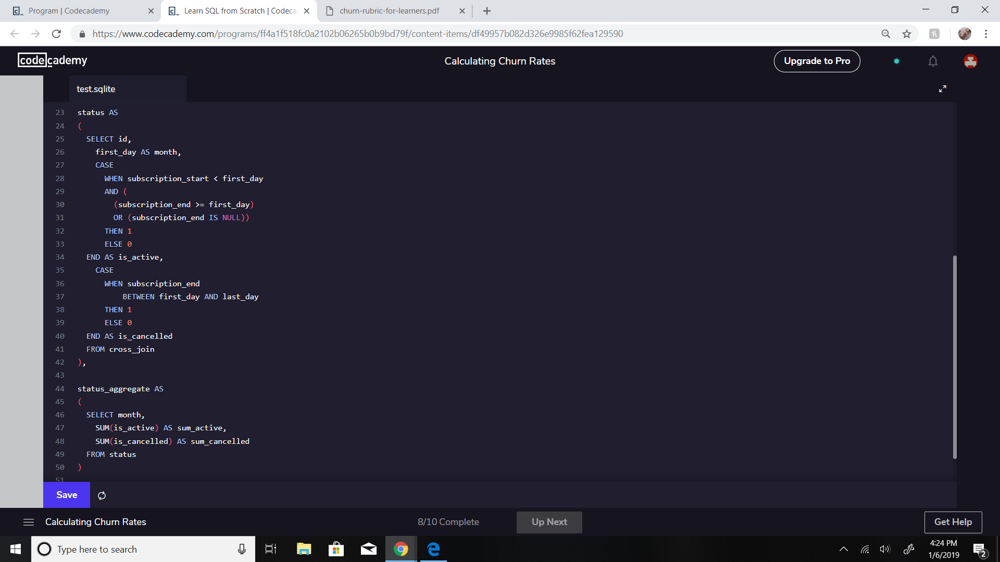 Program | Codecademy
Learn SQL from Scratch | Codeca
churn-rubric-for-learners.pdf
https://www.codecademy.com/programs/ff4a1f518fc0a2102b06265b0b9bd79f/content-items/df49957b082d326e9985f62fea129590
codecademy
Calculating Churn Rates
Upgrade to Pro
test.sqlite
23 status AS
24 (
25 SELECT id,
26 first_day AS month,
27 CASE
28 WHEN subscription_start < first_day
29 AND (
30 (subscription_end >= first_day)
31 OR (subscription_end IS NULL))
32 THEN 1
33 ELSE 0
34 END AS is_active,
35 CASE
36 WHEN subscription_end
37 BETWEEN first_day AND last_day
38 THEN 1
39 ELSE 0
40 END AS is_cancelled
41 FROM cross_join
42 ),
43
44 status_aggregate AS
45 (
46 SELECT month,
47 SUM(is_active) AS sum_active,
48 SUM(is_cancelled) AS sum_cancelled
49 FROM status
50 )
51
Save
Calculating Churn Rates
8/10 Complete
Up Next
Get Help
Type here to search
4:24 PM
1/6/2019
2